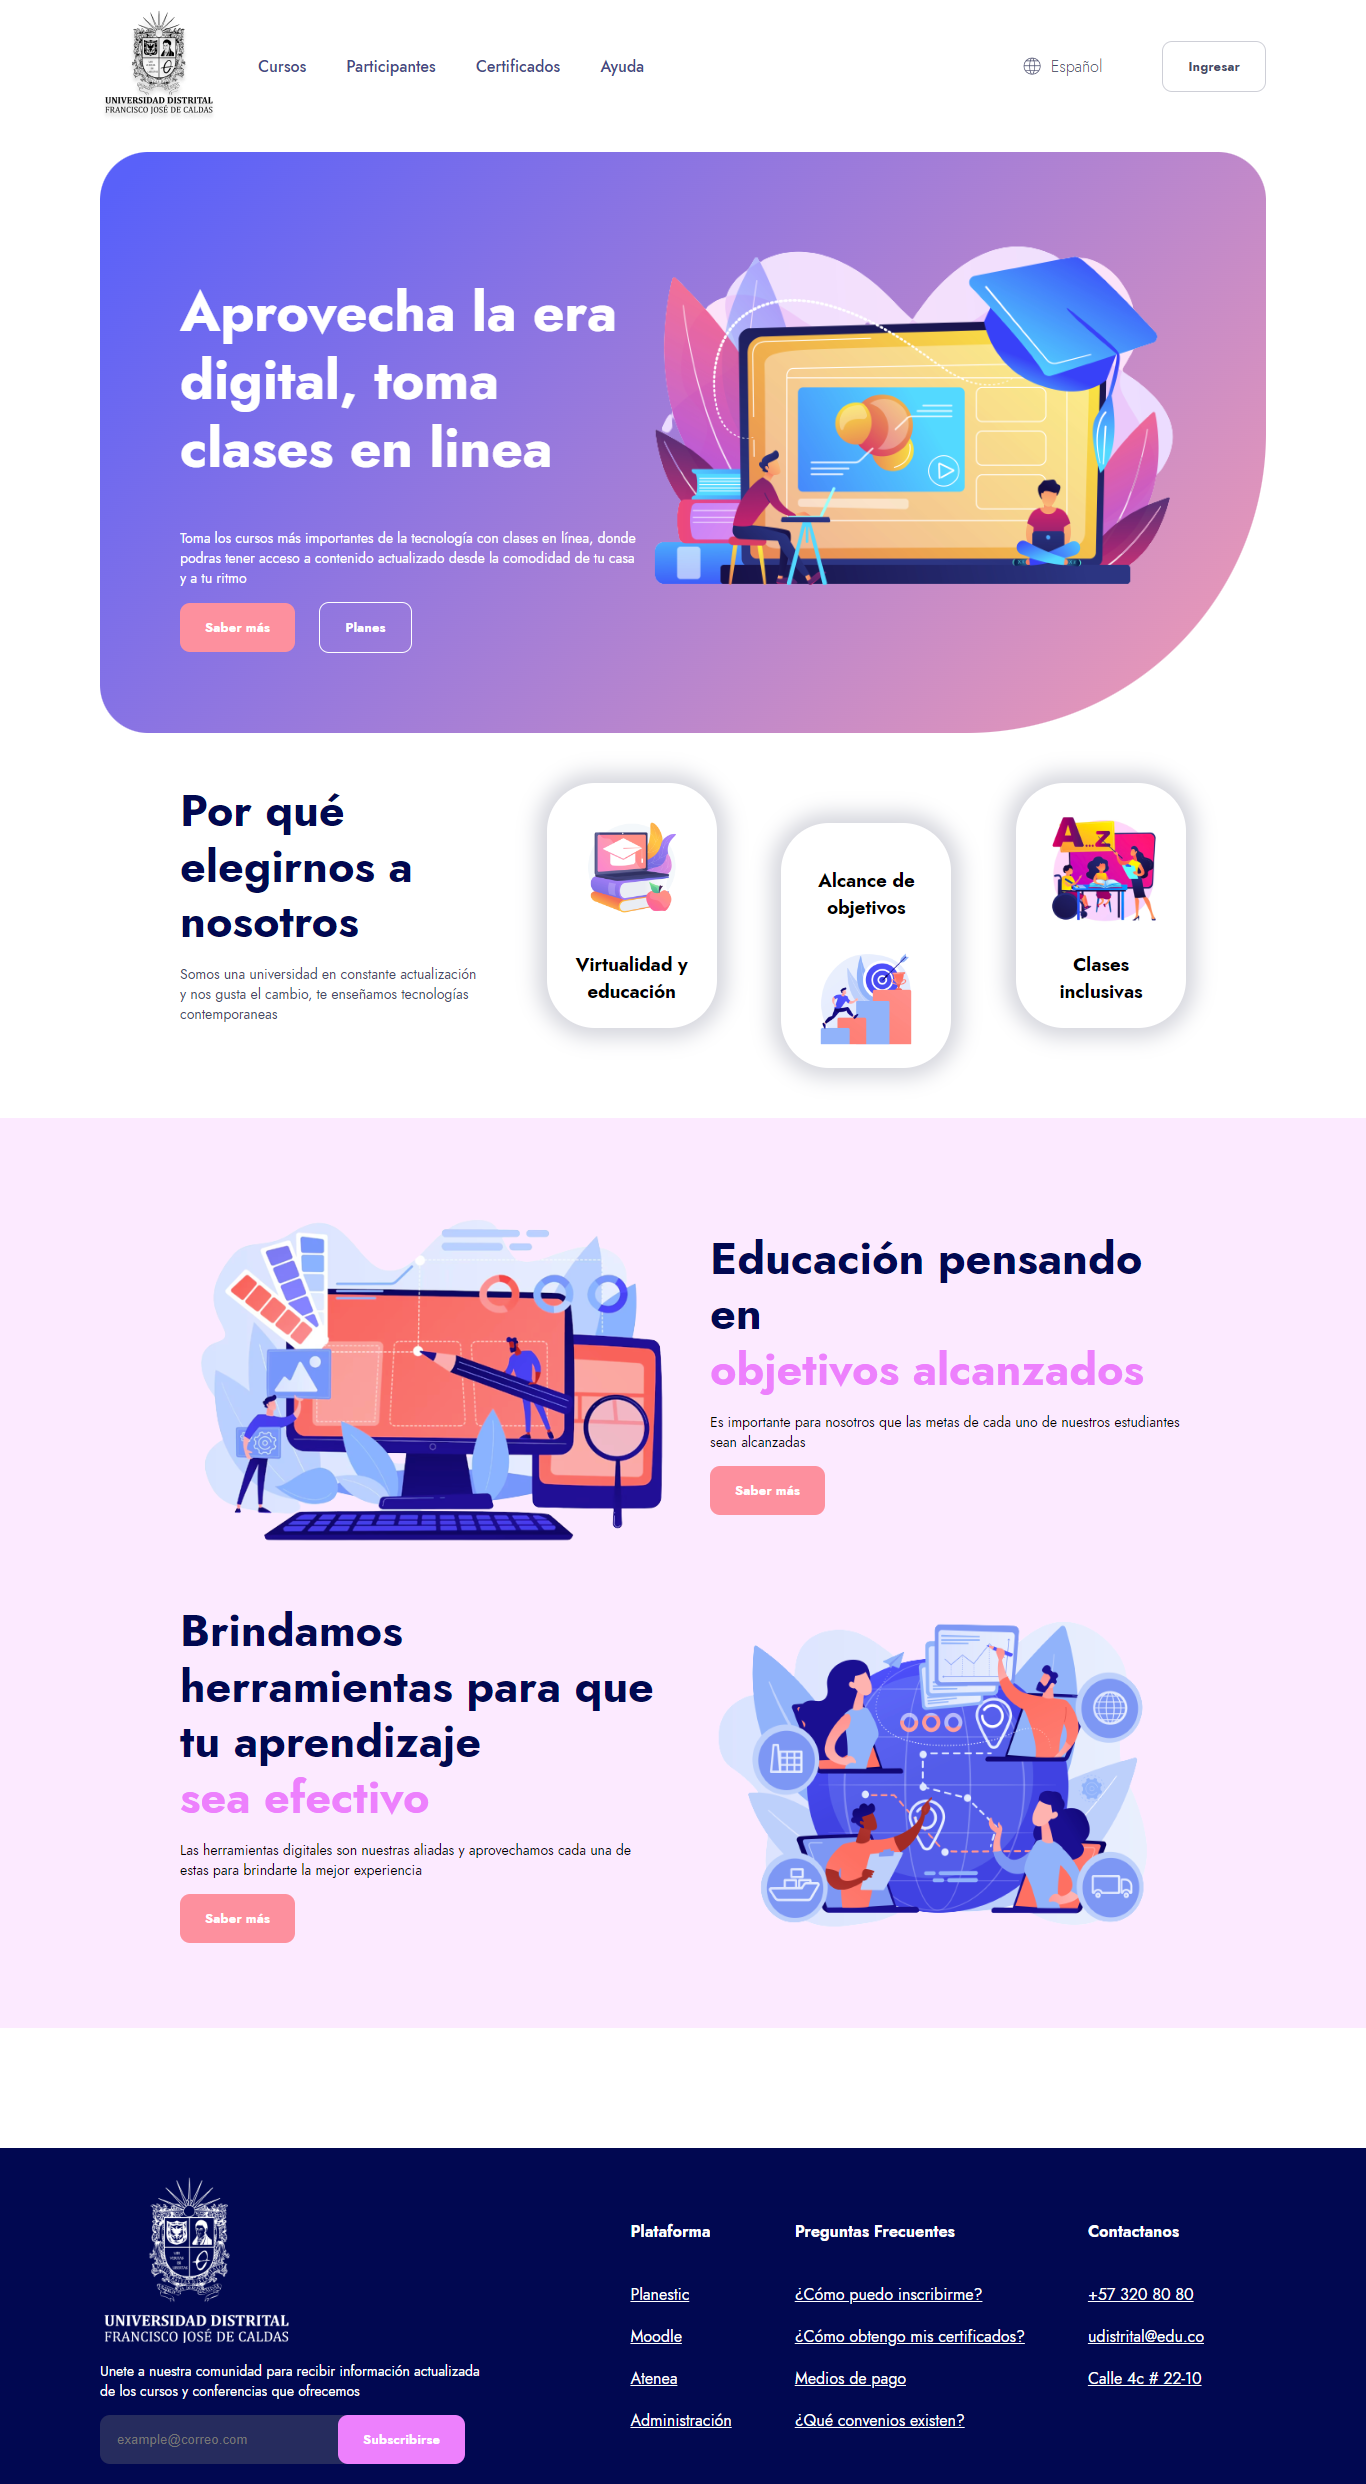 UNIVERSIDAD DISTRITAL
FRANCISCO JOSÉ DE CALDAS
Cursos
Participantes
Certificados
Ayuda
Español
Ingresar
Aprovecha la era
digital, toma
clases en linea
Toma los cursos más importantes de la tecnología con clases en línea, donde
podras tener acceso a contenido actualizado desde la comodidad de tu casa
y a tu ritmo
Saber más
Planes
Por qué
elegirnos a
nosotros
Somos una universidad en constante actualización
y nos gusta el cambio, te enseñamos tecnologías
contemporaneas
Virtualidad y
educación
Alcance de
objetivos
A...z
Clases
inclusivas
Educación pensando
en
objetivos alcanzados
Es importante para nosotros que las metas de cada uno de nuestros estudiantes
sean alcanzadas
Saber más
Brindamos
herramientas para que
tu aprendizaje
sea efectivo
Las herramientas digitales son nuestras aliadas y aprovechamos cada una de
estas para brindarte la mejor experiencia
Saber más
UNIVERSIDAD DISTRITAL
FRANCISCO JOSÉ DE CALDAS
Unete a nuestra comunidad para recibir información actualizada
de los cursos y conferencias que ofrecemos
example@correo.com
Subscribirse
Plataforma
Planestic
Moodle
Atenea
Administración
Preguntas Frecuentes
¿Cómo puedo inscribirme?
¿Cómo obtengo mis certificados?
Medios de pago
¿Qué convenios existen?
Contactanos
+57 320 80 80
udistrital@edu.co
Calle 4c # 22-10